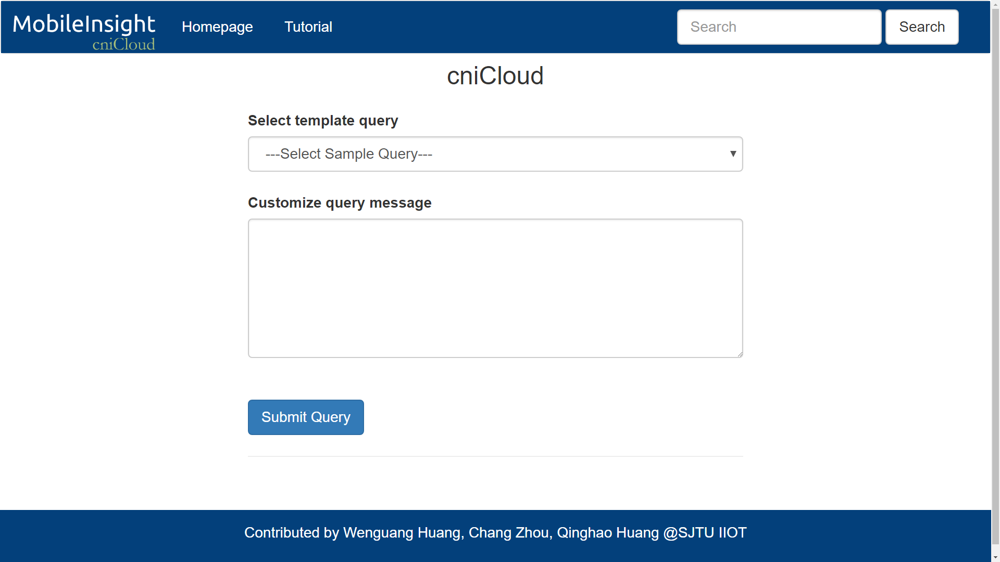 MobileInsight
cniCloud
Homepage
Tutorial
Search
Search
cniCloud
Select template query
---Select Sample Query---
Customize query message
Submit Query
Contributed by Wenguang Huang, Chang Zhou, Qinghao Huang @SJTU IIOT